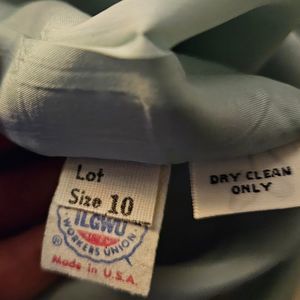 Lot
Size 10
ILGWU
WORKERS UNION
®
Made in U.S.A.
DRY CLEAN
ONLY